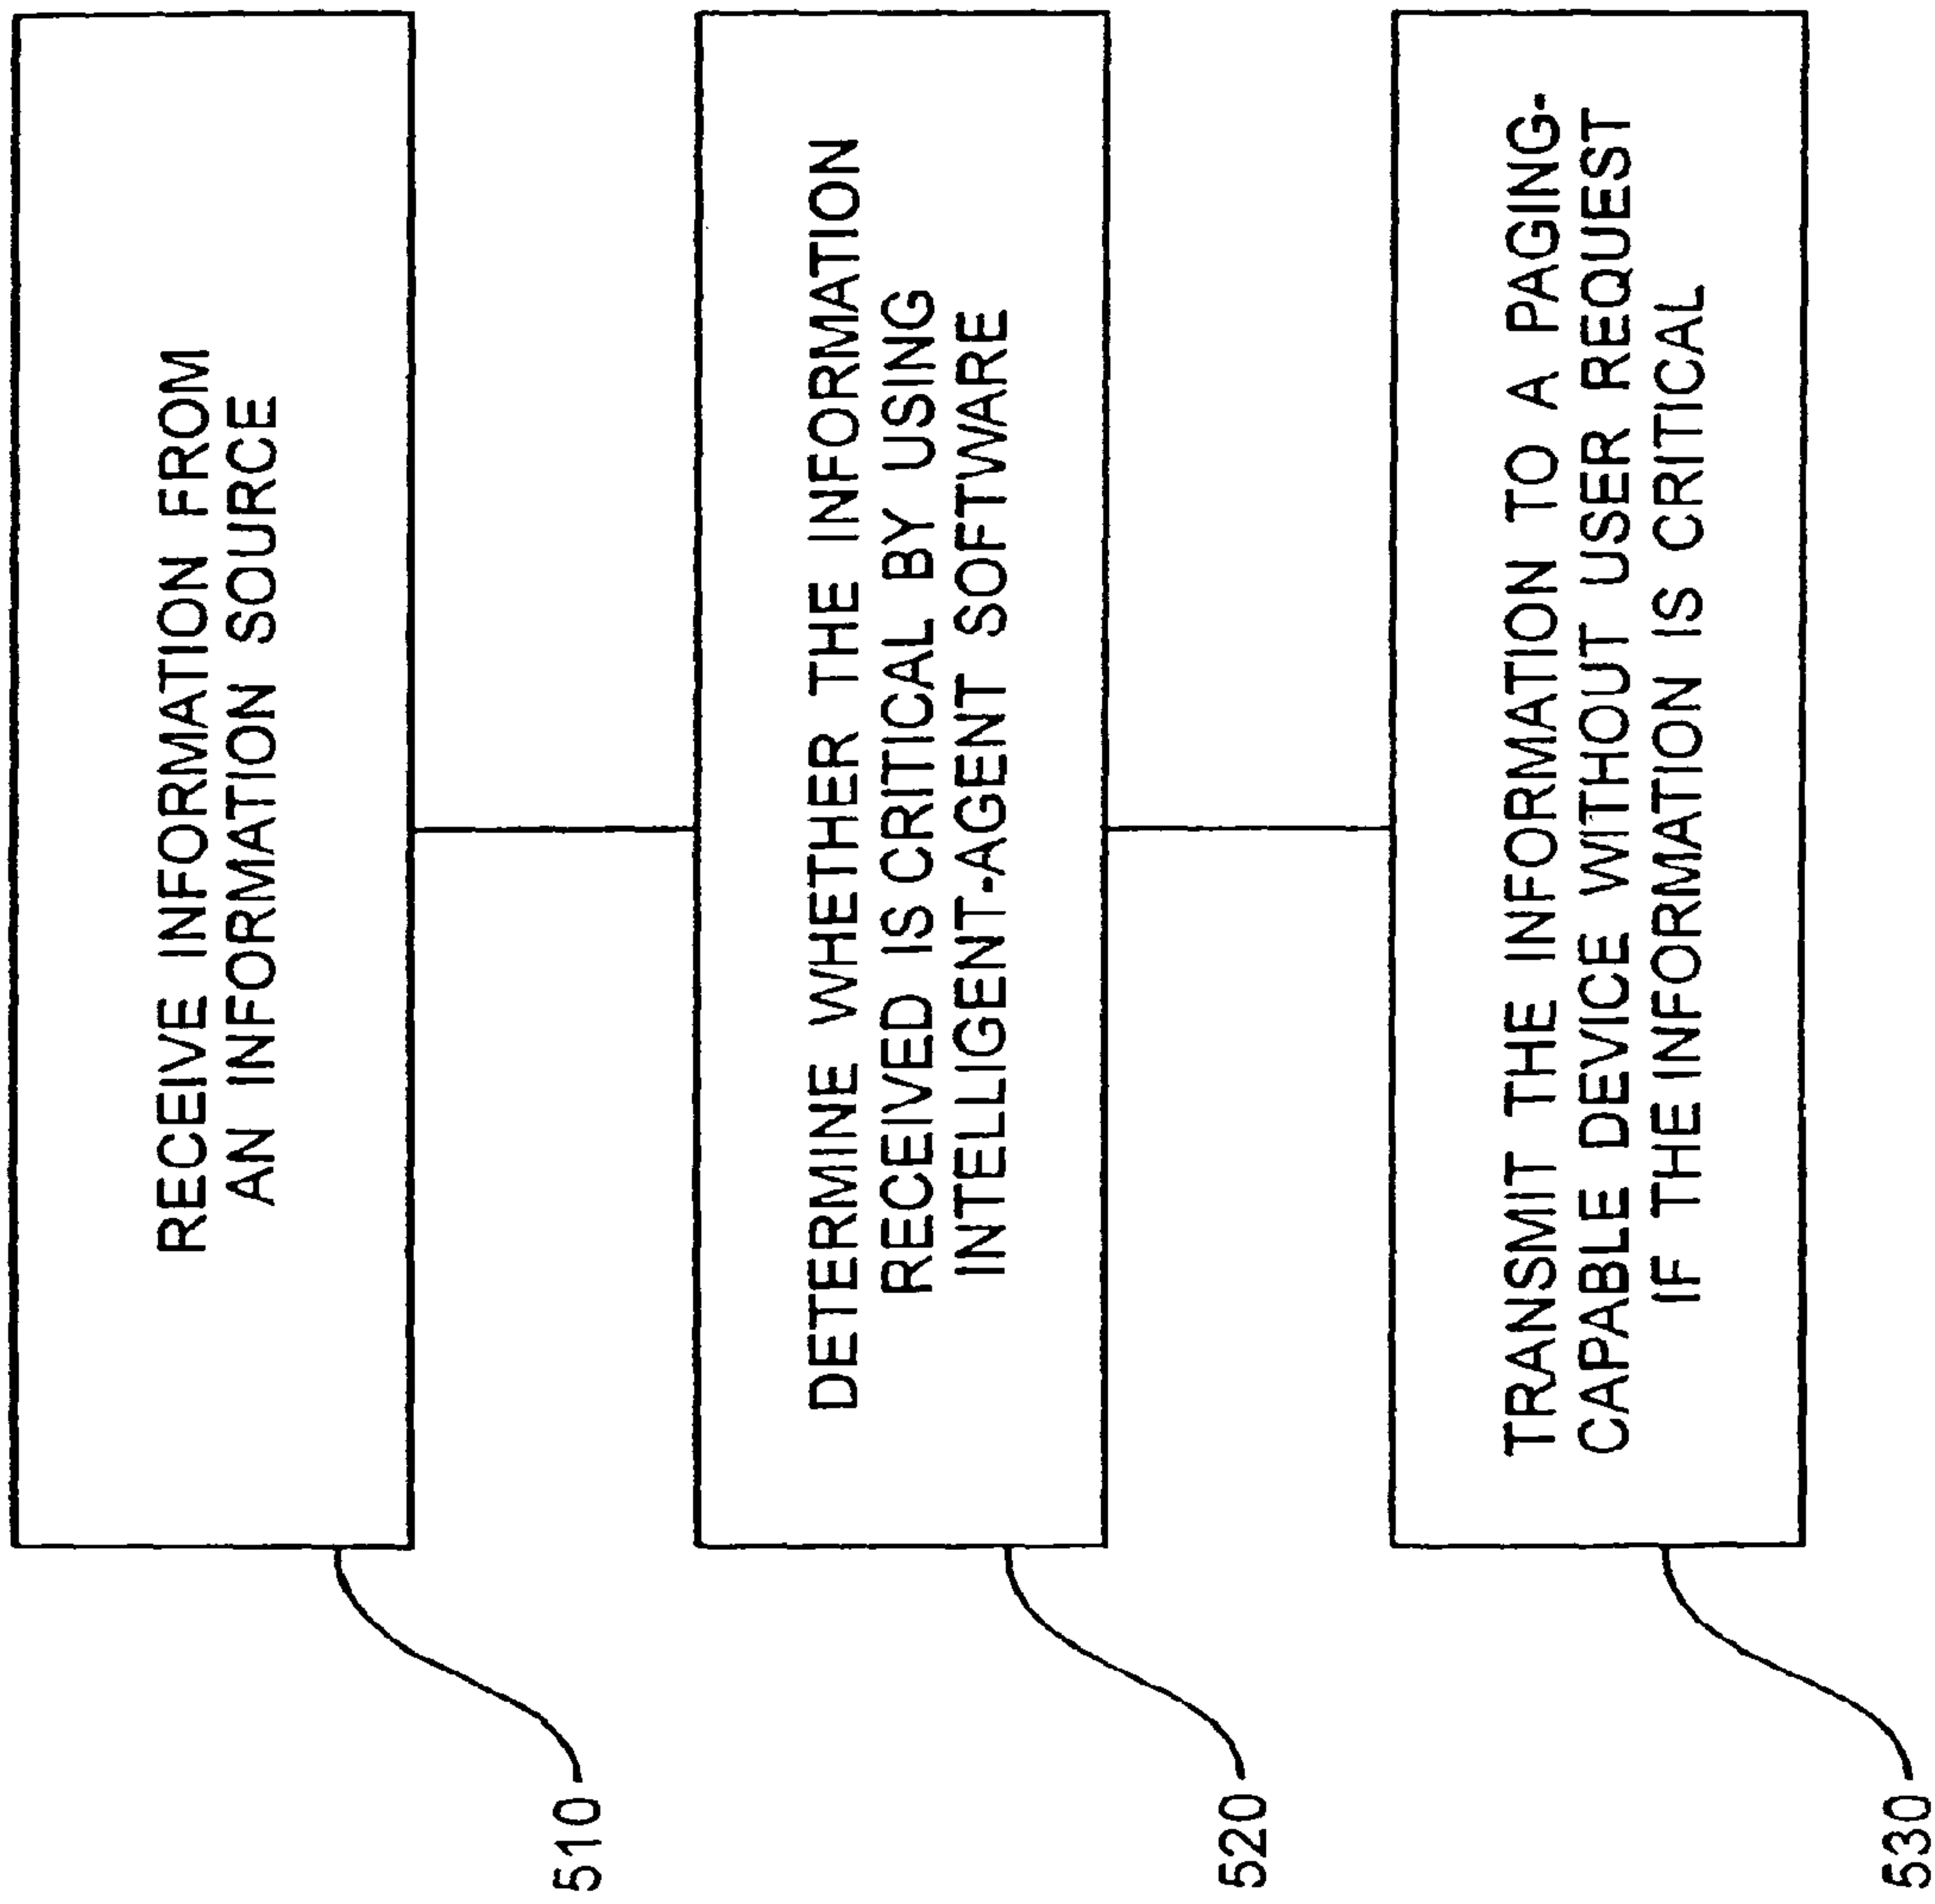 RECEIVE INFORMATION FROM
AN INFORMATION SOURCE
510
DETERMINE WHETHER THE INFORMATION
RECEIVED IS CRITICAL BY USING
INTELLIGENT-AGENT SOFTWARE
520
TRANSMIT THE INFORMATION TO A PAGING-
CAPABLE DEVICE WITHOUT USER REQUEST
IF THE INFORMATION IS CRITICAL
530